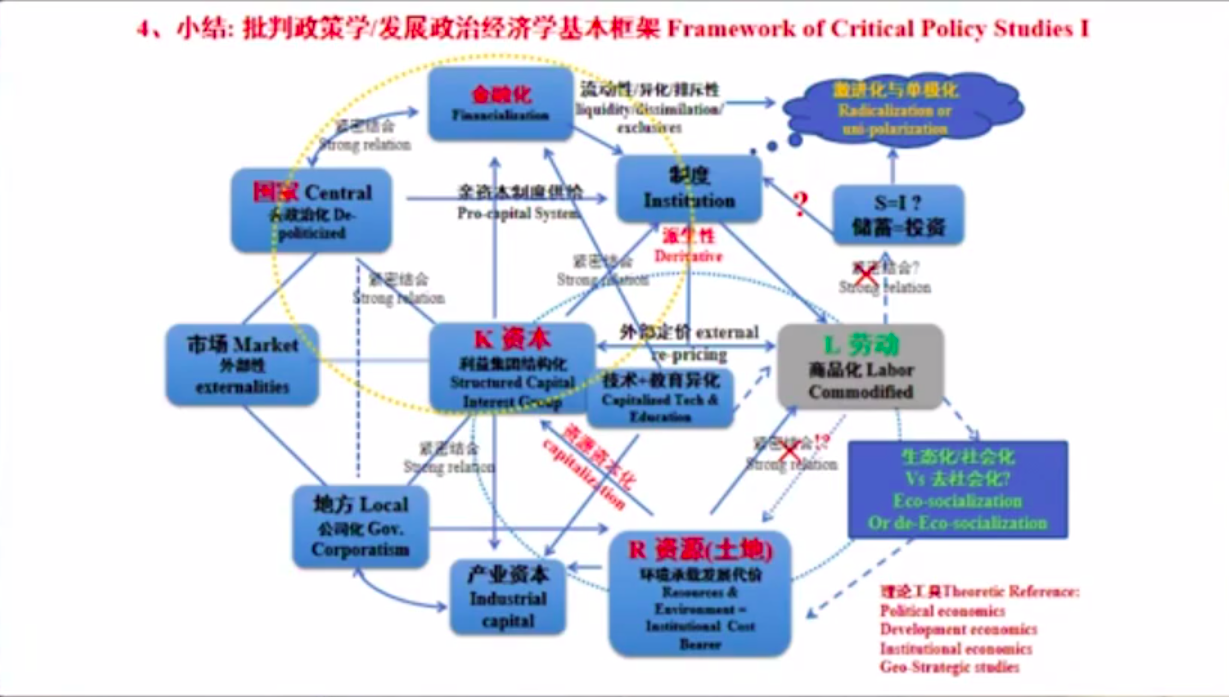 4、小结: 批判政策学/发展政治经济学基本框架 Framework of Critical Policy Studies I
金融化
Financialization
流动性/异化/排斥性
liquidity/dissimilation/
exclusives
激进化与单极化
Radicalization or
uni-polarization
紧密结合
Strong relation
国家 Central
去政治化 De-
politicized
亲资本制度供给
Pro-capital System
制度
Institution
?
S=I ?
储蓄=投资
派生性
Derivative
紧密结合
Strong relation
紧密结合
Strong relation
紧密结合?
Strong relation
市场 Market
外部性
externalities
K 资本
利益集团结构化
Structured Capital
Interest Group
外部定价 external
re-pricing
技术+教育异化
Capitalized Tech &
Education
L 劳动
商品化 Labor
Commodified
紧密结合
Strong relation
资源资本化
capitalization
紧密结合!?
Strong relation
生态化/社会化
Vs 去社会化?
Eco-socialization
Or de-Eco-socialization
地方 Local
公司化 Gov.
Corporatism
产业资本
Industrial
capital
R 资源(土地)
环境承载发展代价
Resources &
Environment =
Institutional Cost
Bearer
理论工具Theoretic Reference:
Political economics
Development economics
Institutional economics
Geo-Strategic studies